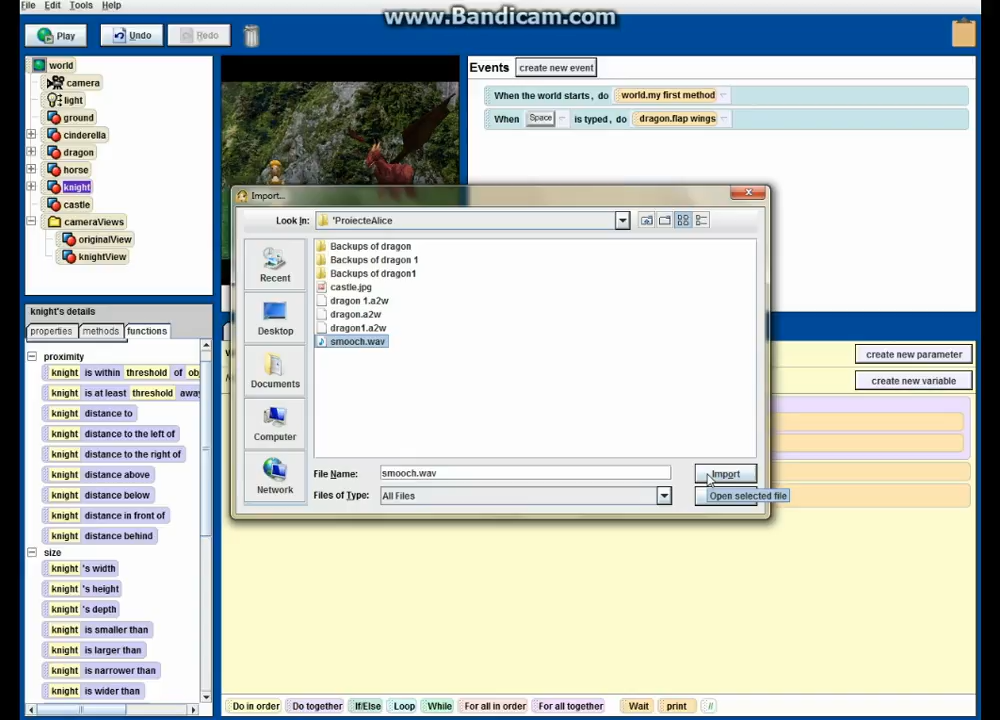 File Edit Tools Help
www.Bandicam.com
Play Undo Redo
world
camera
light
ground
cinderella
dragon
horse
knight
castle
cameraViews
originalView
knightView
Events create new event
When the world starts, do world.my first method
When Space is typed, do dragon.flap wings
Import...
Look In: 'ProiecteAlice
Backups of dragon
Backups of dragon 1
Backups of dragon1
castle.jpg
dragon 1.a2w
dragon.a2w
dragon1.a2w
smooch.wav
Recent
Desktop
Documents
Computer
Network
File Name: smooch.wav Import
Files of Type: All Files
Open selected file
knight's details
properties methods functions
proximity
knight is within threshold of
knight is at least threshold away
knight distance to
knight distance to the left of
knight distance to the right of
knight distance above
knight distance below
knight distance in front of
knight distance behind
size
knight 's width
knight 's height
knight 's depth
knight is smaller than
knight is larger than
knight is narrower than
knight is wider than
create new parameter
create new variable
Do in order Do together If/Else Loop While For all in order For all together Wait print //